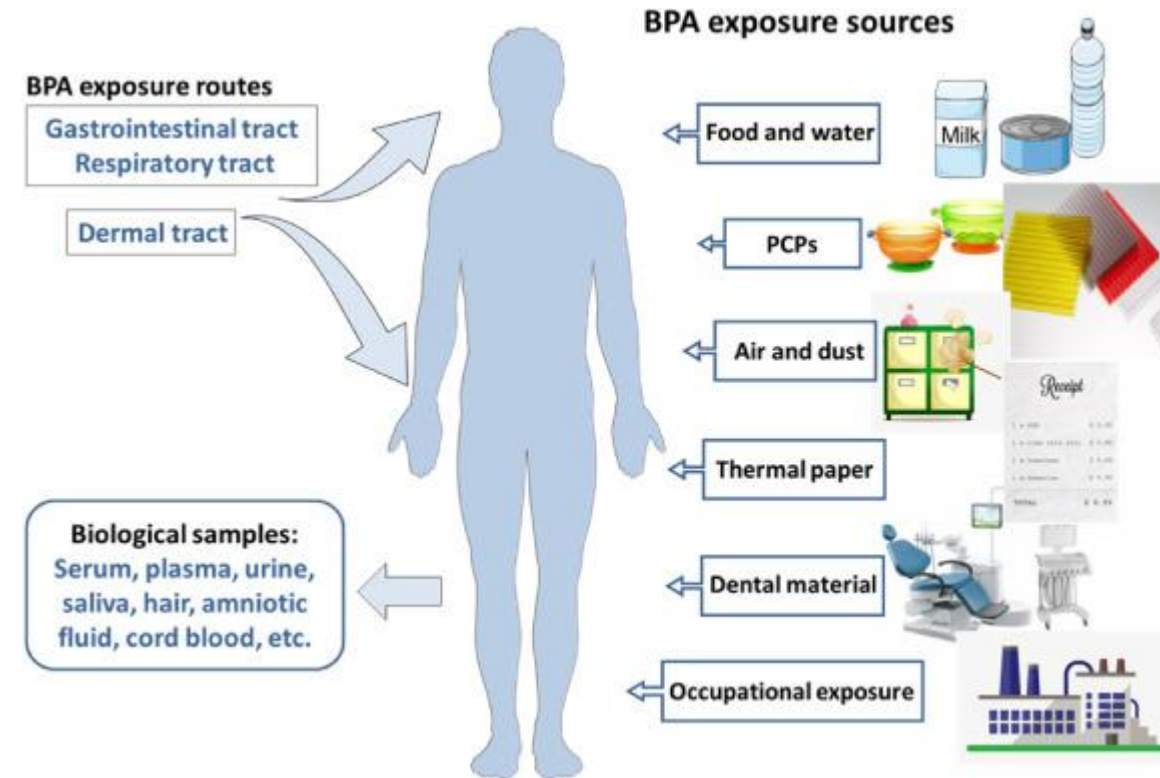 BPA exposure sources
BPA exposure routes
Gastrointestinal tract
Respiratory tract
Dermal tract
Food and water
Milk
PCPs
Air and dust
Receipt
Thermal paper
TOTAL
Dental material
Occupational exposure
Biological samples:
Serum, plasma, urine,
saliva, hair, amniotic
fluid, cord blood, etc.